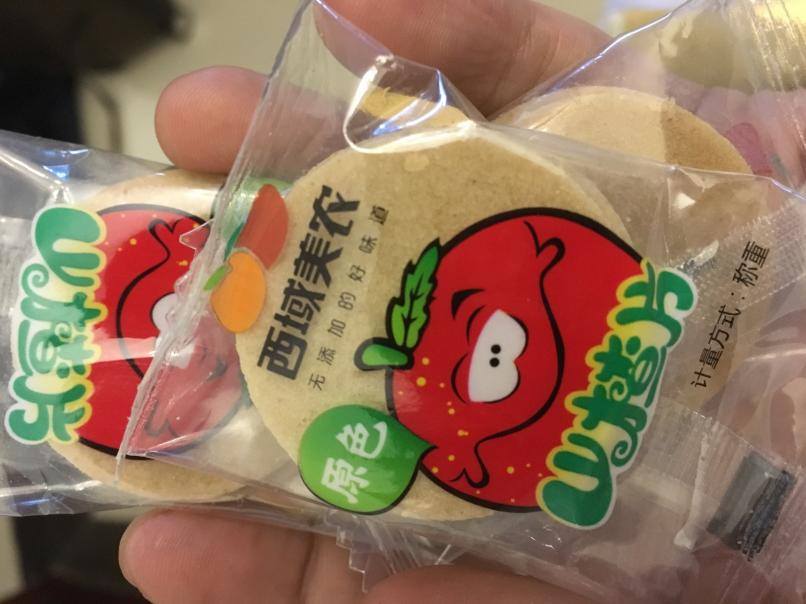 西域美农
无添加的好味道
原色
山楂片
计量方式:称重
山楂片